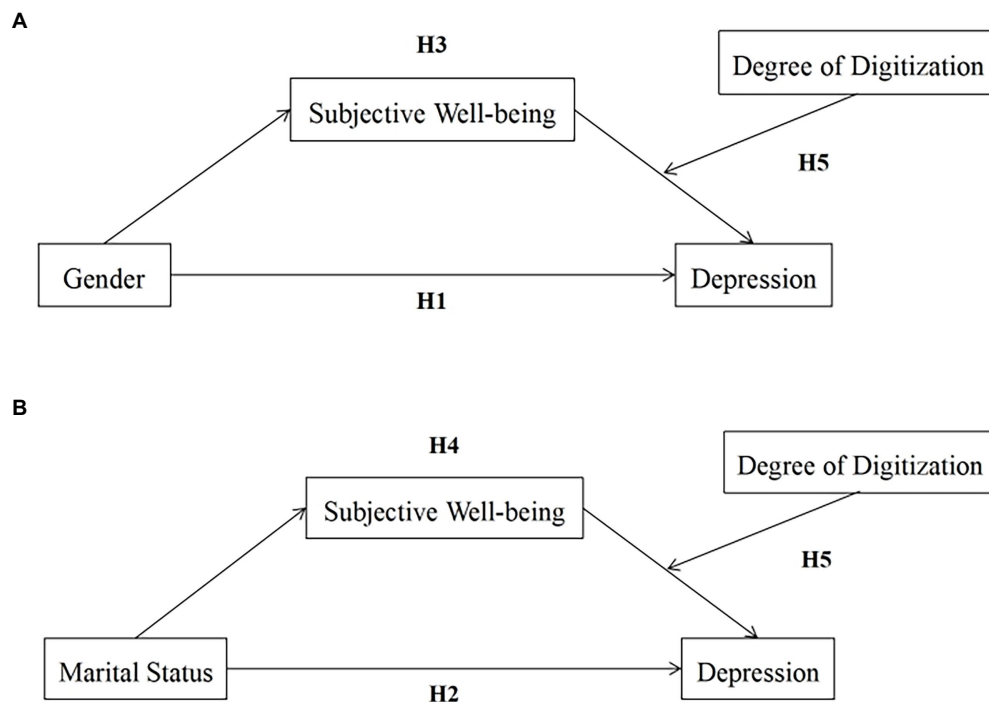 A
H3
Degree of Digitization
Subjective Well-being
H5
Gender
Depression
H1
B
H4
Degree of Digitization
Subjective Well-being
H5
Marital Status
Depression
H2